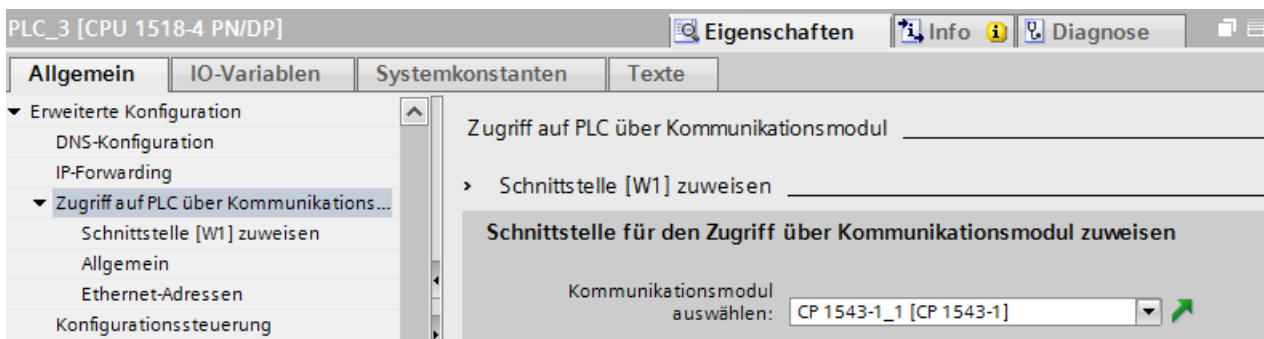 PLC_3 [CPU 1518-4 PN/DP]
Eigenschaften
Info
Diagnose
Allgemein
IO-Variablen
Systemkonstanten
Texte
Erweiterte Konfiguration
DNS-Konfiguration
IP-Forwarding
Zugriff auf PLC über Kommunikations...
Schnittstelle [W1] zuweisen
Allgemein
Ethernet-Adressen
Konfigurationssteuerung
Zugriff auf PLC über Kommunikationsmodul
Schnittstelle [W1] zuweisen
Schnittstelle für den Zugriff über Kommunikationsmodul zuweisen
Kommunikationsmodul
auswählen:
CP 1543-1_1 [CP 1543-1]